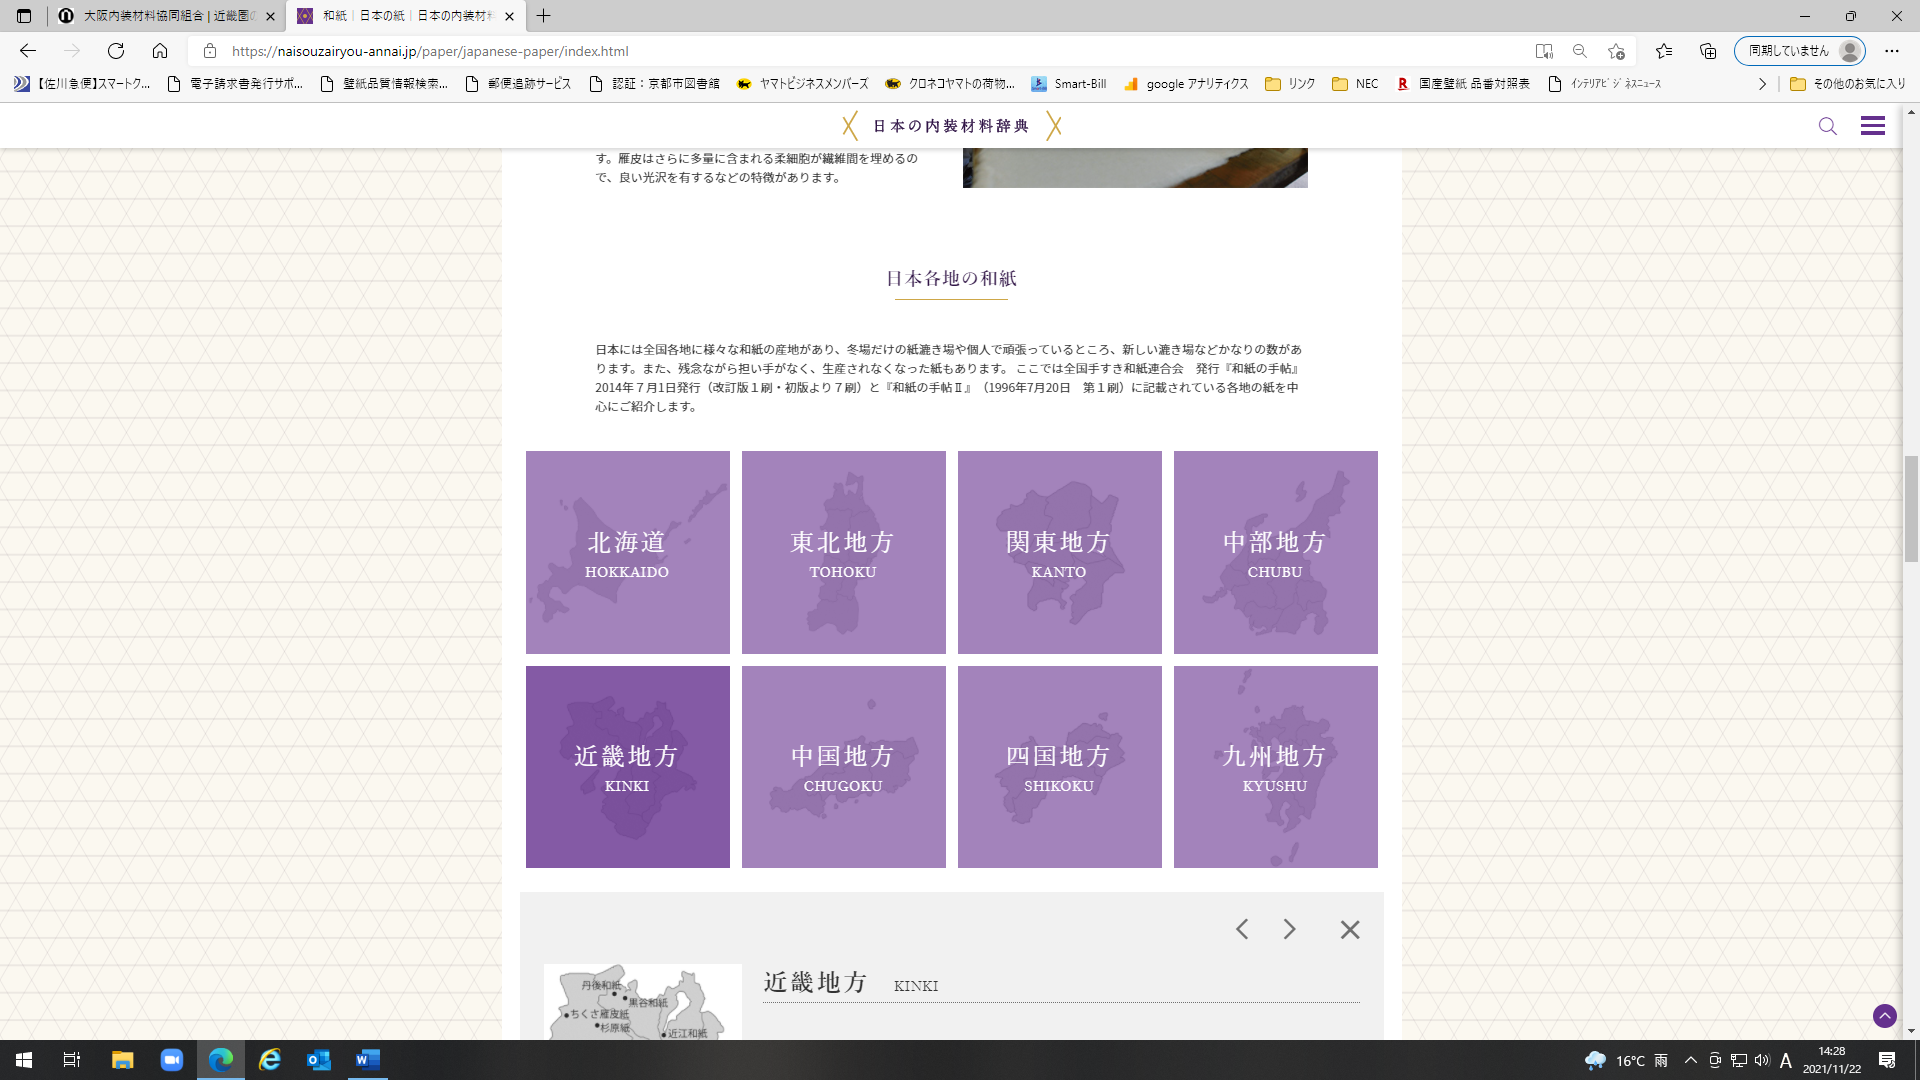 大阪内装材料協同組合 | 近畿圏の
和紙｜日本の紙｜日本の内装材料
https://naisouzairyou-annai.jp/paper/japanese-paper/index.html
同期していません
【佐川急便】スマートク...
電子請求書発行サポ...
壁紙品質情報検索...
郵便追跡サービス
認証：京都市図書館
ヤマトビジネスメンバーズ
クロネコヤマトの荷物...
Smart-Bill
google アナリティクス
リンク
NEC
国産壁紙 品番対照表
ｲﾝﾃﾘｱﾋﾞｼﾞﾈｽﾆｭｰｽ
その他のお気に入り
日本の内装材料辞典
す。雁皮はさらに多量に含まれる柔細胞が繊維間を埋めるの
で、良い光沢を有するなどの特徴があります。
日本各地の和紙
日本には全国各地に様々な和紙の産地があり、冬場だけの紙漉き場や個人で頑張っているところ、新しい漉き場などかなりの数があ
ります。また、残念ながら担い手がなく、生産されなくなった紙もあります。 ここでは全国手すき和紙連合会　発行『和紙の手帖』
2014年７月1日発行（改訂版１刷・初版より７刷）と『和紙の手帖Ⅱ』（1996年7月20日　第１刷）に記載されている各地の紙を中
心にご紹介します。
北海道
HOKKAIDO
東北地方
TOHOKU
関東地方
KANTO
中部地方
CHUBU
近畿地方
KINKI
中国地方
CHUGOKU
四国地方
SHIKOKU
九州地方
KYUSHU
近畿地方 KINKI
丹後和紙
黒谷和紙
ちくさ雁皮紙
杉原紙
近江和紙
16°C 雨
A
14:28
2021/11/22